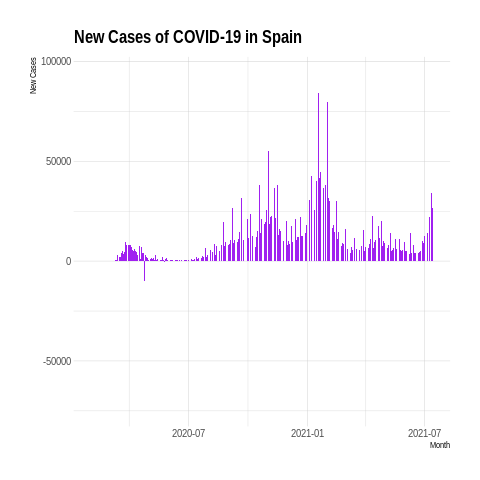 New Cases of COVID-19 in Spain
New Cases
100000
50000
0
-50000
2020-07
2021-01
2021-07
Month